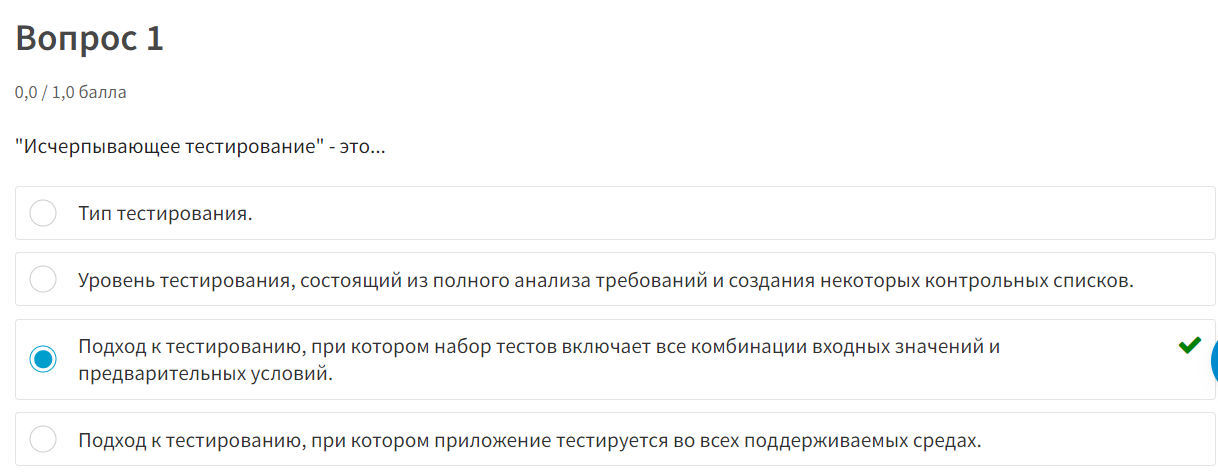 Вопрос 1
0,0 / 1,0 балла
"Исчерпывающее тестирование" - это...
Тип тестирования.
Уровень тестирования, состоящий из полного анализа требований и создания некоторых контрольных списков.
Подход к тестированию, при котором набор тестов включает все комбинации входных значений и
предварительных условий.
Подход к тестированию, при котором приложение тестируется во всех поддерживаемых средах.